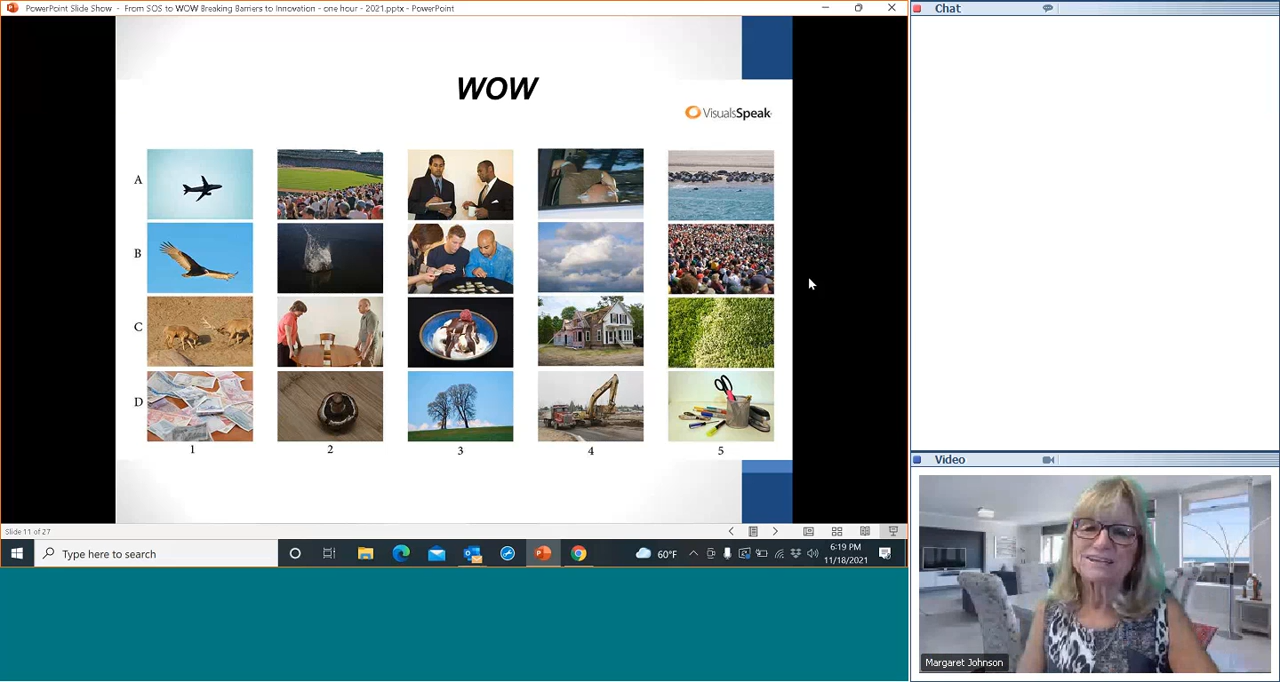 PowerPoint Slide Show - From SOS to WOW Breaking Barriers to Innovation - one hour - 2021.pptx - PowerPoint
Chat
WOW
VisualsSpeak
A
B
C
D
1 2 3 4 5
Video
Slide 11 of 27
Type here to search
60°F
6:19 PM
11/18/2021
Margaret Johnson